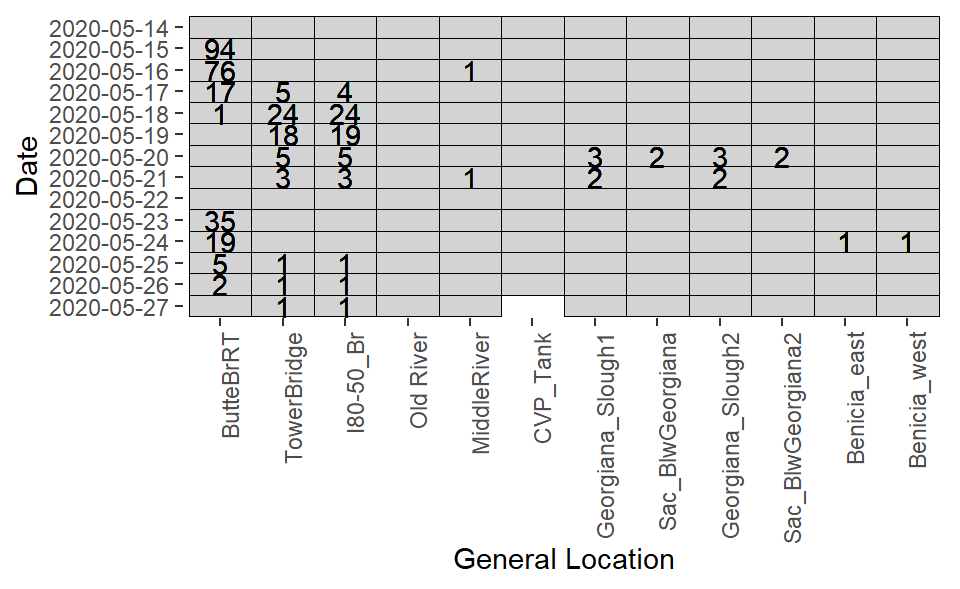 2020-05-14
2020-05-15 94
2020-05-16 76 1
2020-05-17 17 5 4
2020-05-18 1 24 24
2020-05-19 18 19
2020-05-20 5 5 3 2 3 2
2020-05-21 3 3 1 2 2
2020-05-22
2020-05-23 35
2020-05-24 19 1 1
2020-05-25 5 1 1
2020-05-26 2 1 1
2020-05-27 1 1
Date
ButteBrRT
TowerBridge
I80-50_Br
Old River
MiddleRiver
CVP_Tank
Georgiana_Slough1
Sac_BlwGeorgiana
Georgiana_Slough2
Sac_BlwGeorgiana2
Benicia_east
Benicia_west
General Location